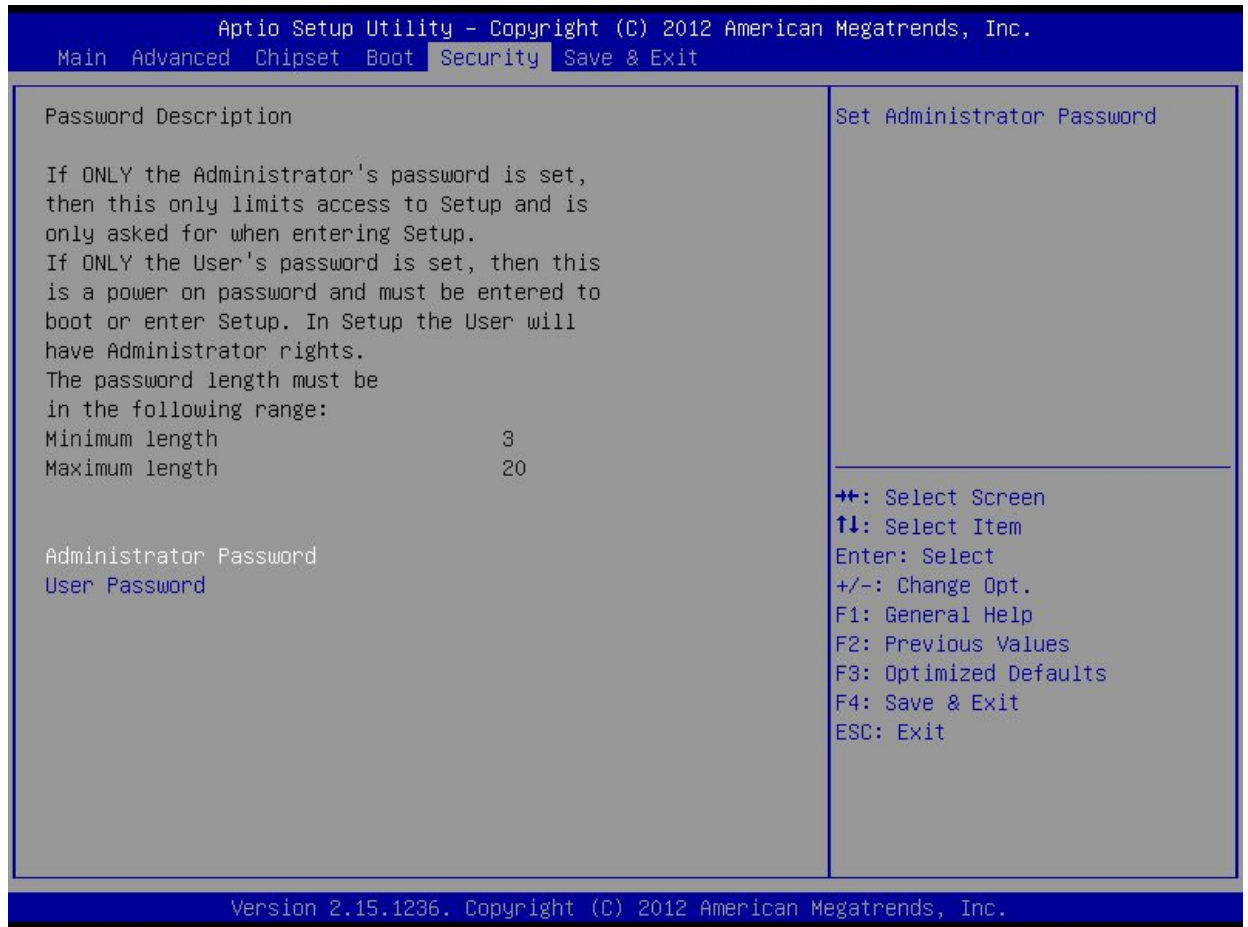 Aptio Setup Utility – Copyright (C) 2012 American Megatrends, Inc.
Main Advanced Chipset Boot Security Save & Exit
Password Description
If ONLY the Administrator's password is set,
then this only limits access to Setup and is
only asked for when entering Setup.
If ONLY the User's password is set, then this
is a power on password and must be entered to
boot or enter Setup. In Setup the User will
have Administrator rights.
The password length must be
in the following range:
Minimum length 3
Maximum length 20
Administrator Password
User Password
Set Administrator Password
→←: Select Screen
↑↓: Select Item
Enter: Select
+/-: Change Opt.
F1: General Help
F2: Previous Values
F3: Optimized Defaults
F4: Save & Exit
ESC: Exit
Version 2.15.1236. Copyright (C) 2012 American Megatrends, Inc.